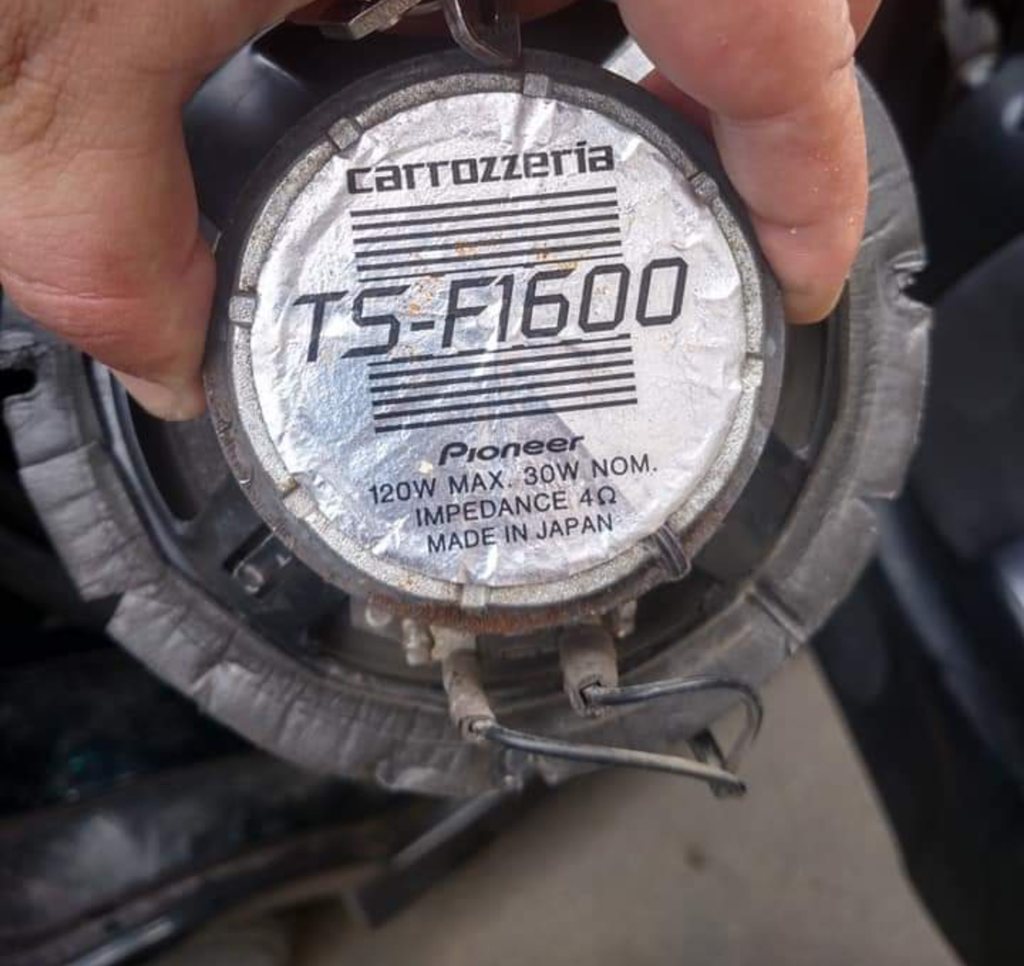 carrozzeria
TS-F1600
Pioneer
120W MAX. 30W NOM.
IMPEDANCE 4Ω
MADE IN JAPAN